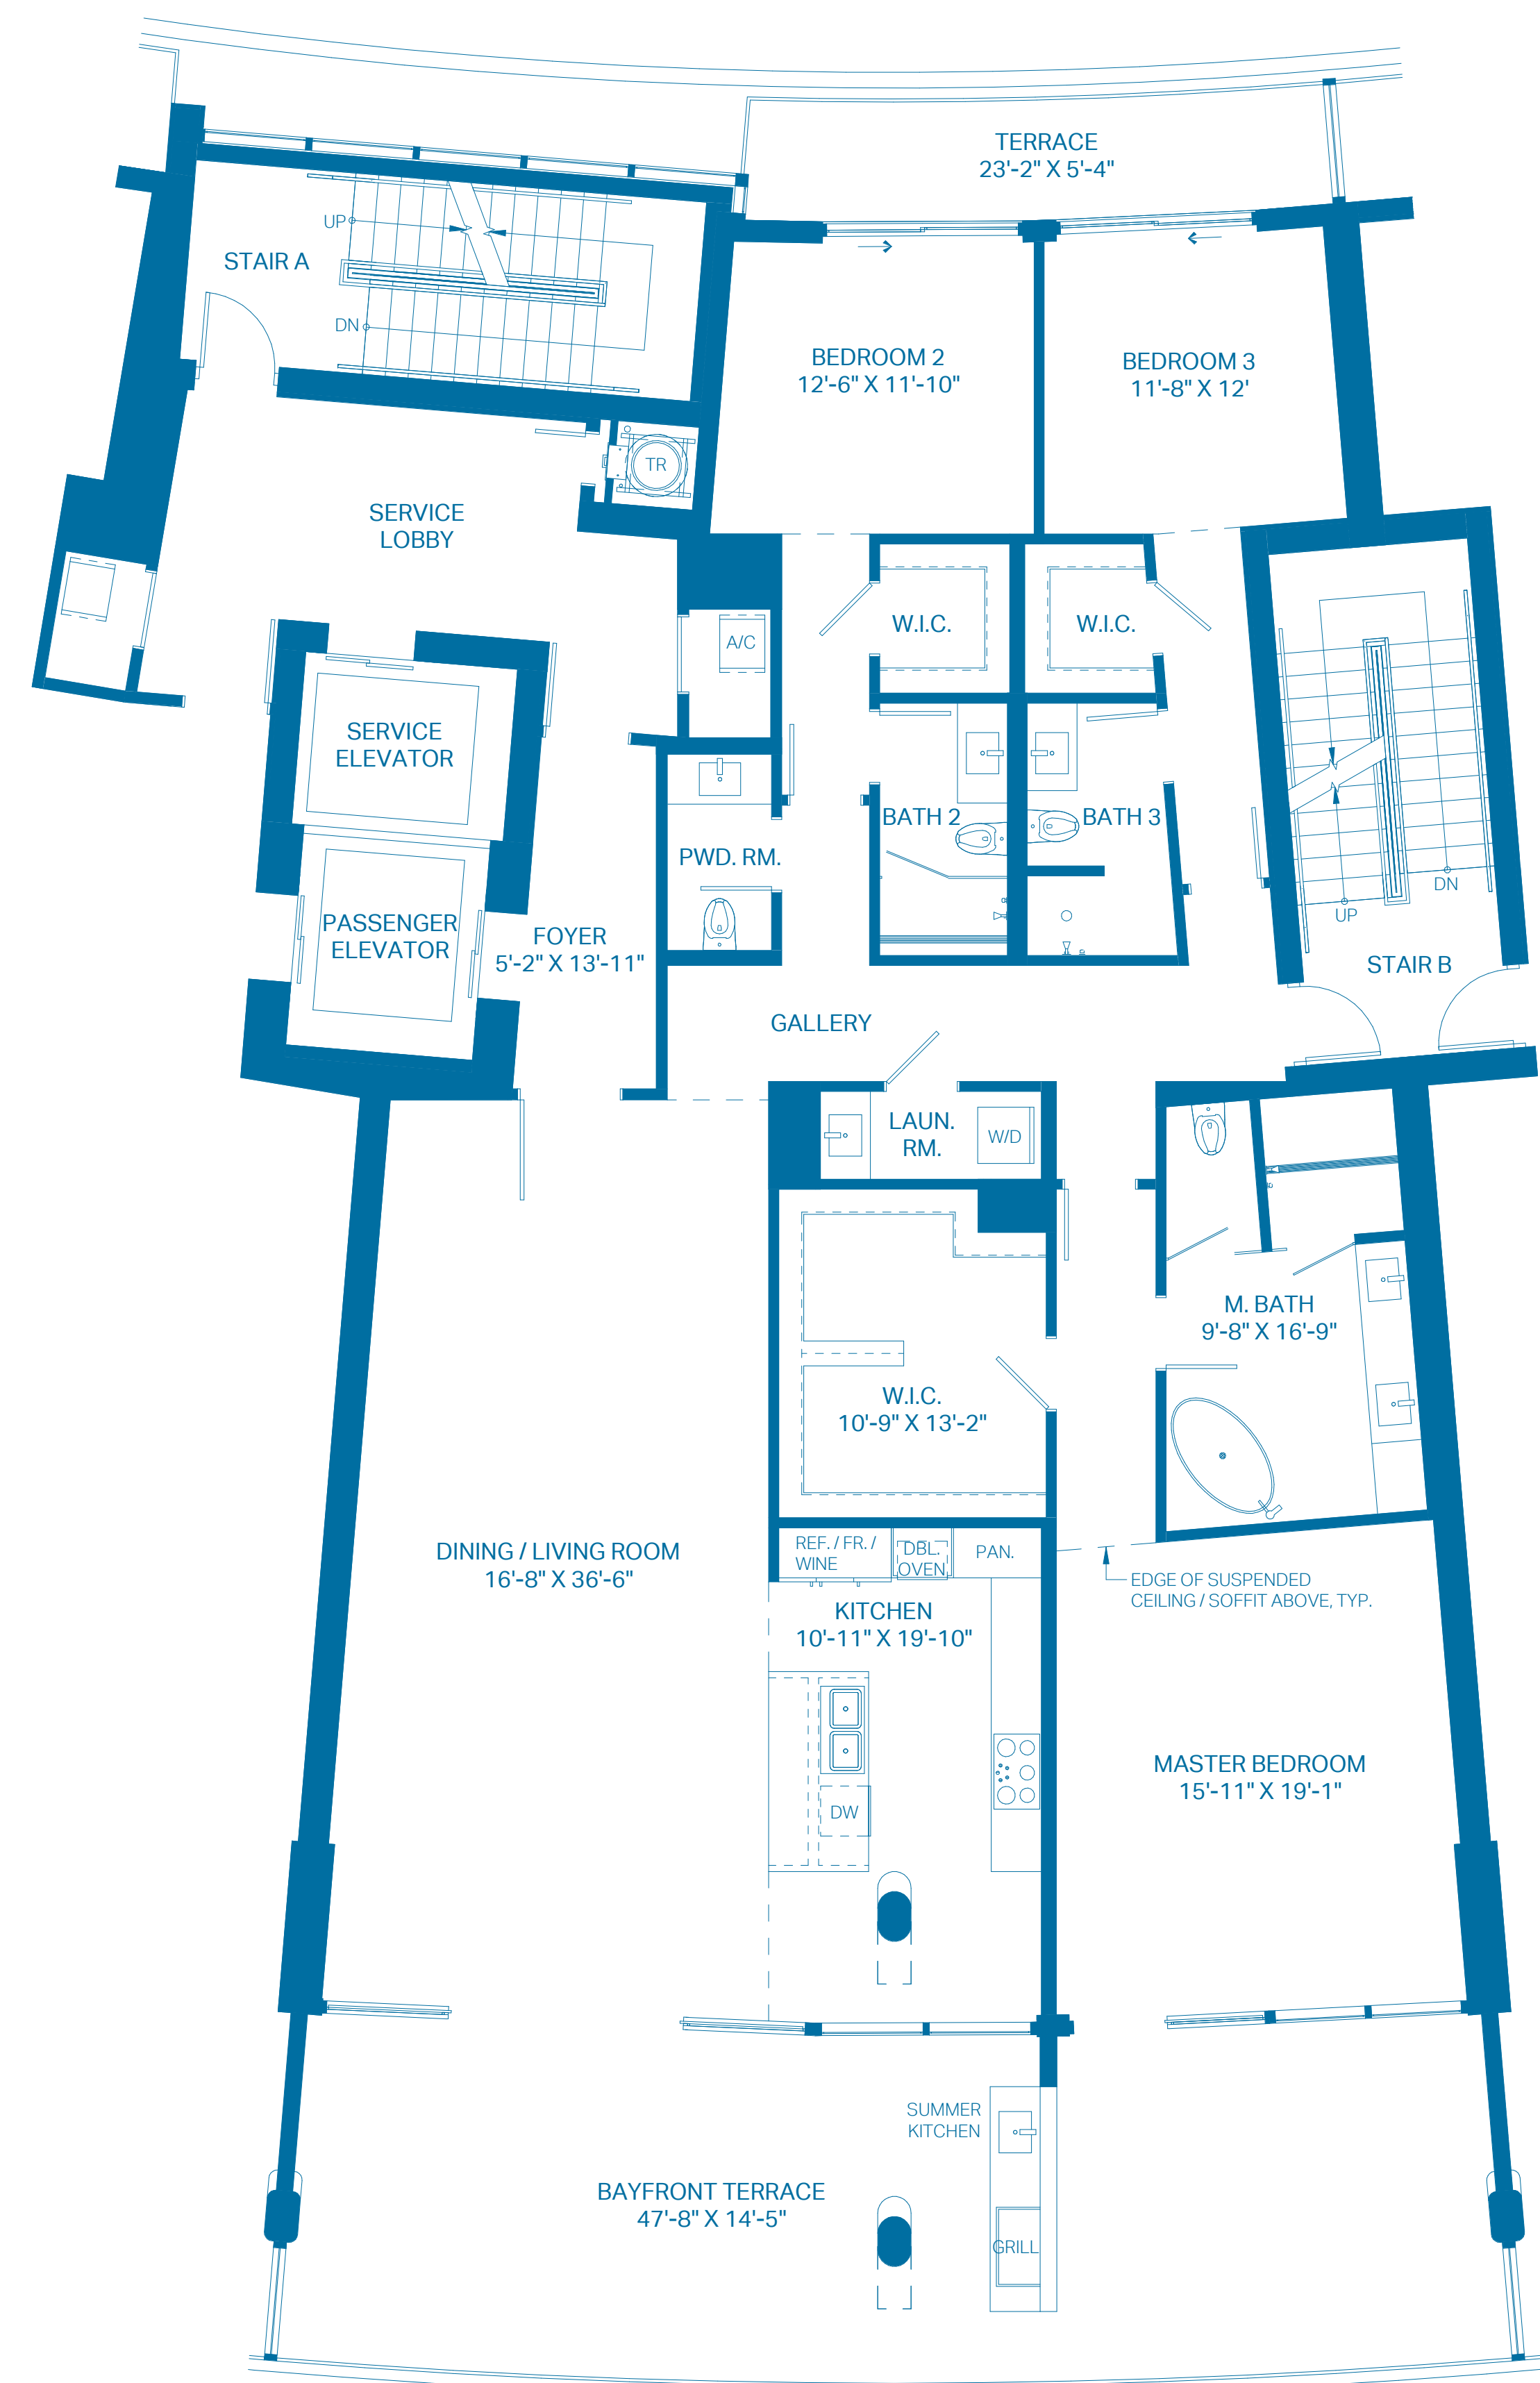 TERRACE
23'-2" X 5'-4"
UP
STAIR A
DN
BEDROOM 2
12'-6" X 11'-10"
BEDROOM 3
11'-8" X 12'
TR
SERVICE
LOBBY
W.I.C.
W.I.C.
A/C
SERVICE
ELEVATOR
BATH 2
BATH 3
PWD. RM.
DN
UP
PASSENGER
ELEVATOR
FOYER
5'-2" X 13'-11"
STAIR B
GALLERY
LAUN.
RM.
W/D
M. BATH
9'-8" X 16'-9"
W.I.C.
10'-9" X 13'-2"
DINING / LIVING ROOM
16'-8" X 36'-6"
REF. / FR. /
WINE
DBL.
OVEN
PAN.
EDGE OF SUSPENDED
CEILING / SOFFIT ABOVE, TYP.
KITCHEN
10'-11" X 19'-10"
MASTER BEDROOM
15'-11" X 19'-1"
DW
SUMMER
KITCHEN
BAYFRONT TERRACE
47'-8" X 14'-5"
GRILL